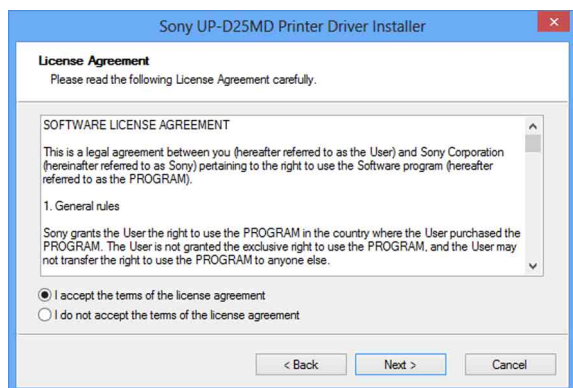 Sony UP-D25MD Printer Driver Installer
License Agreement
Please read the following License Agreement carefully.
SOFTWARE LICENSE AGREEMENT
This is a legal agreement between you (hereafter referred to as the User) and Sony Corporation
(hereinafter referred to as Sony) pertaining to the right to use the Software program (hereafter
referred to as the PROGRAM).
1. General rules
Sony grants the User the right to use the PROGRAM in the country where the User purchased the
PROGRAM. The User is not granted the exclusive right to use the PROGRAM, and the User may
not transfer the right to use the PROGRAM to anyone else.
I accept the terms of the license agreement
I do not accept the terms of the license agreement
< Back Next > Cancel